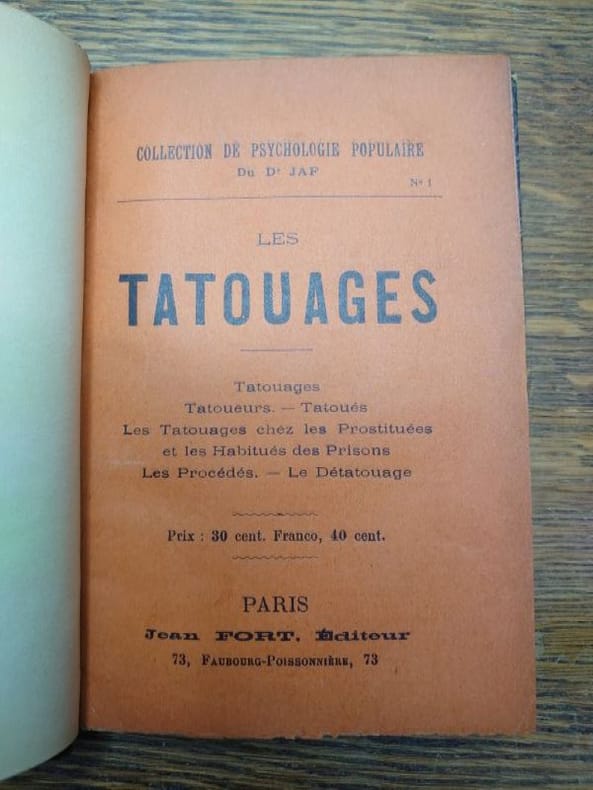 COLLECTION DE PSYCHOLOGIE POPULAIRE
DU Dr JAF
No 1
LES
TATOUAGES
Tatouages
Tatoueurs. — Tatoués
Les Tatouages chez les Prostituées
et les Habitués des Prisons
Les Procédés. — Le Détatouage
Prix : 30 cent. Franco, 40 cent.
PARIS
Jean FORT, Éditeur
73, FAUBOURG-POISSONNIÈRE, 73